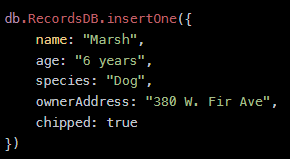 db.RecordsDB.insertOne({
    name: "Marsh",
    age: "6 years",
    species: "Dog",
    ownerAddress: "380 W. Fir Ave",
    chipped: true
})